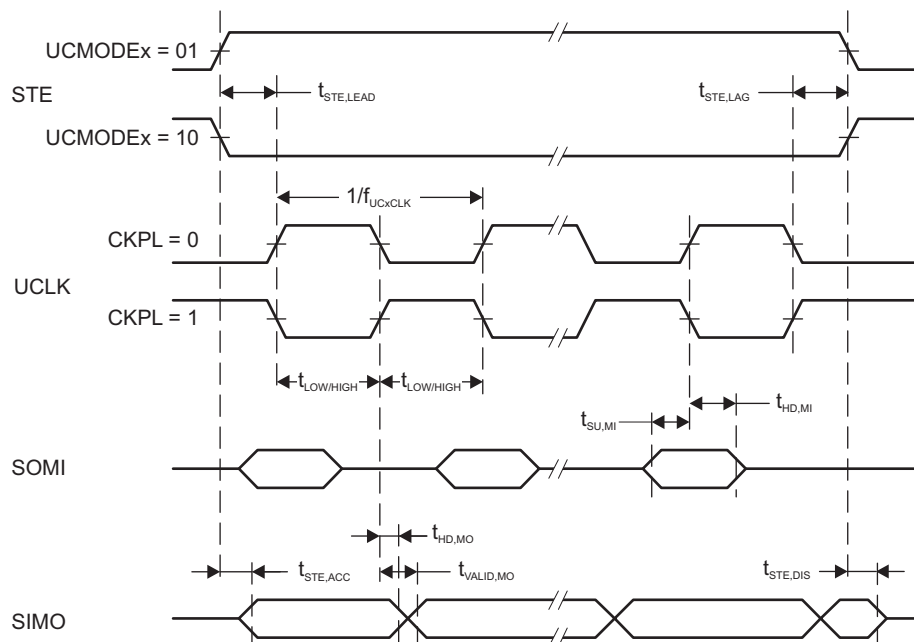 UCMODEx = 01
STE
tSTE,LEAD
tSTE,LAG
UCMODEx = 10
1/fUCxCLK
CKPL = 0
UCLK
CKPL = 1
tLOW/HIGH
tLOW/HIGH
tSU,MI
tHD,MI
SOMI
tHD,MO
tSTE,ACC
tVALID,MO
tSTE,DIS
SIMO